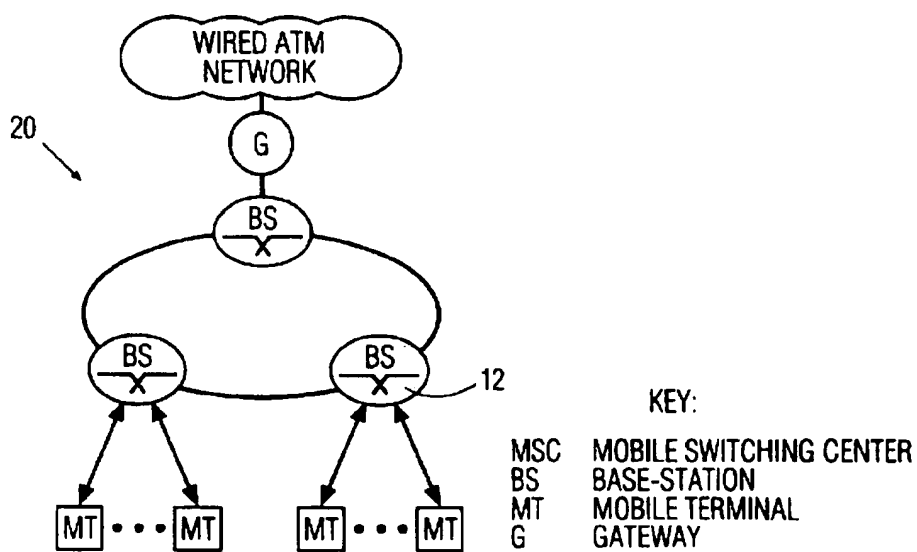 WIRED ATM
NETWORK
20
G
BS
X
BS
X
BS
X
12
MT • • • MT
MT • • • MT
KEY:
MSC MOBILE SWITCHING CENTER
BS BASE-STATION
MT MOBILE TERMINAL
G GATEWAY